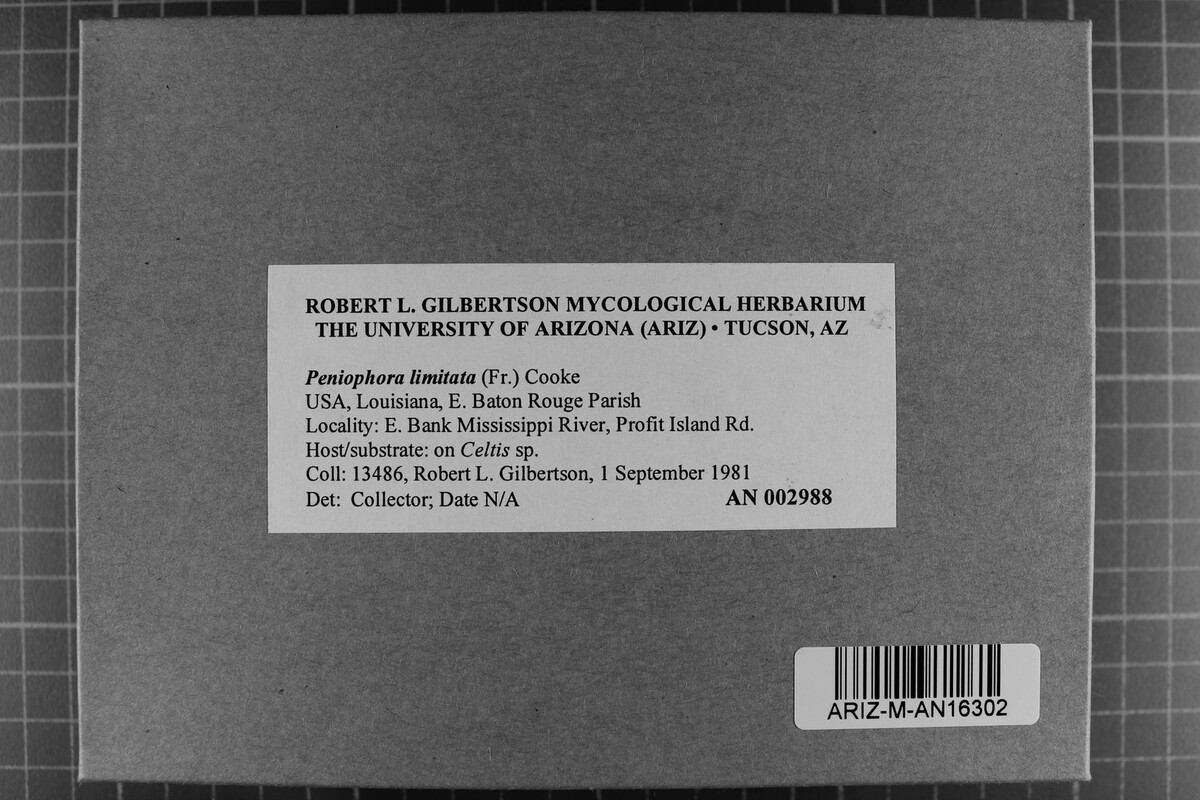 ROBERT L. GILBERTSON MYCOLOGICAL HERBARIUM
THE UNIVERSITY OF ARIZONA (ARIZ) • TUCSON, AZ
Peniophora limitata (Fr.) Cooke
USA, Louisiana, E. Baton Rouge Parish
Locality: E. Bank Mississippi River, Profit Island Rd.
Host/substrate: on Celtis sp.
Coll: 13486, Robert L. Gilbertson, 1 September 1981
Det: Collector; Date N/A AN 002988
ARIZ-M-AN16302